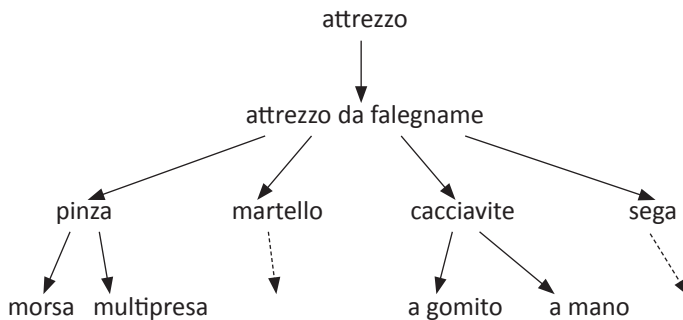 attrezzo
attrezzo da falegname
pinza martello cacciavite sega
morsa multipresa a gomito a mano